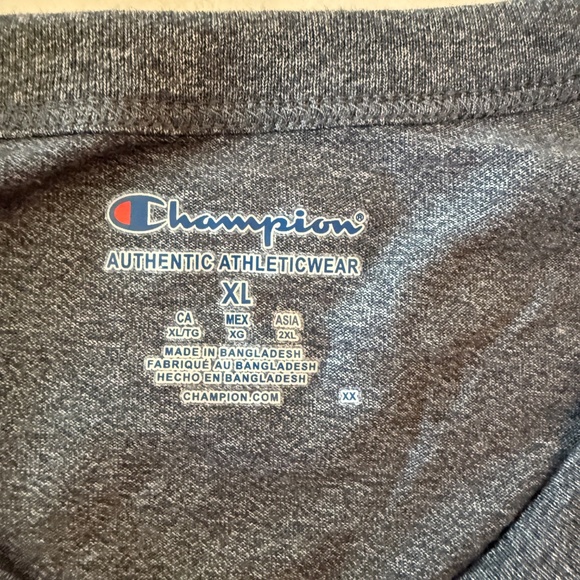 Champion®
AUTHENTIC ATHLETICWEAR
XL
CA MEX ASIA
XL/TG XG 2XL
MADE IN BANGLADESH
FABRIQUÉ AU BANGLADESH
HECHO EN BANGLADESH
CHAMPION.COM XX